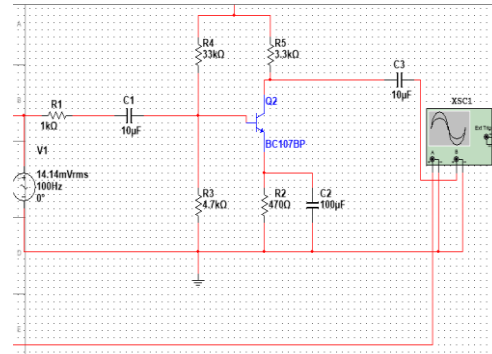 A
R4
33kΩ
R5
3.3kΩ
C3
10µF
XSC1
B
R1
1kΩ
C1
10µF
Q2
BC107BP
Ext Trig
A
B
V1
14.14mVrms
100Hz
0°
R3
4.7kΩ
R2
470Ω
C2
100µF
D
E